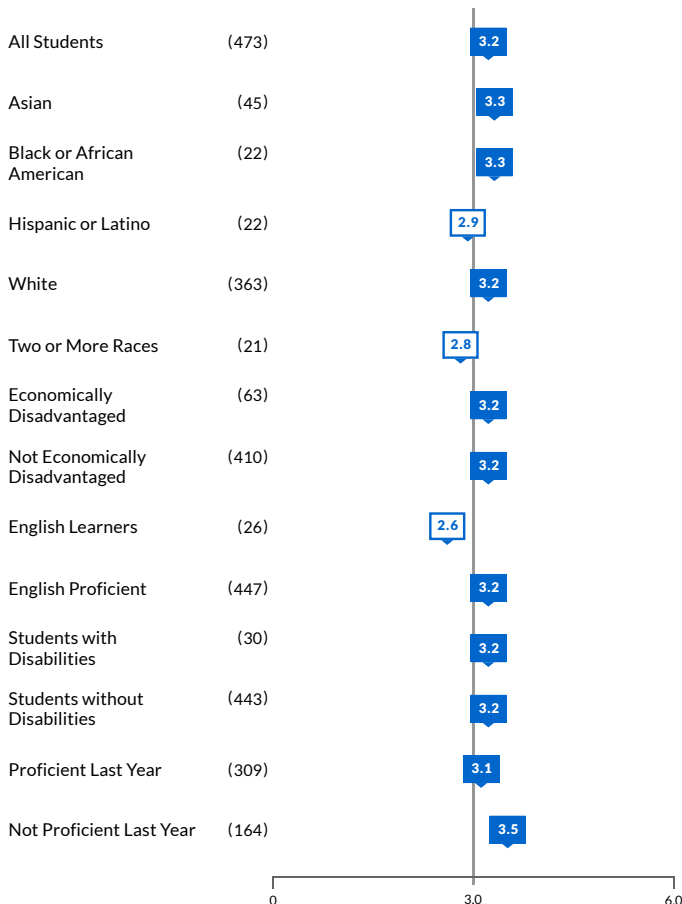 All Students (473) 3.2
Asian (45) 3.3
Black or African (22) 3.3
American
Hispanic or Latino (22) 2.9
White (363) 3.2
Two or More Races (21) 2.8
Economically (63) 3.2
Disadvantaged
Not Economically (410) 3.2
Disadvantaged
English Learners (26) 2.6
English Proficient (447) 3.2
Students with (30) 3.2
Disabilities
Students without (443) 3.2
Disabilities
Proficient Last Year (309) 3.1
Not Proficient Last Year (164) 3.5
0 3.0 6.0